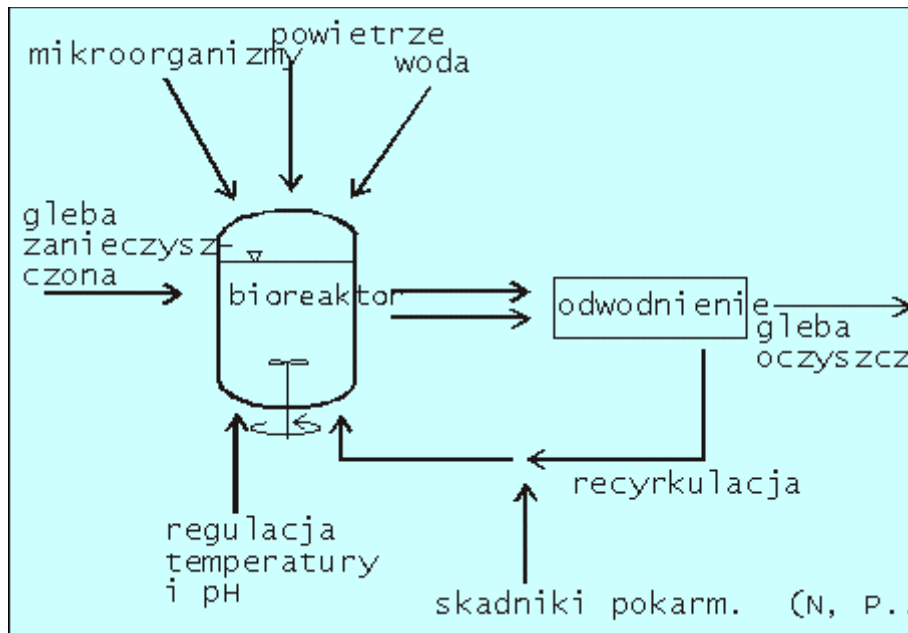 powietrze
mikroorganizmy
woda
gleba
zanieczysz-
czona
bioreaktor
odwodnienie
gleba
oczyszcz
recyrkulacja
regulacja
temperatury
i pH
skadniki pokarm. (N, P..